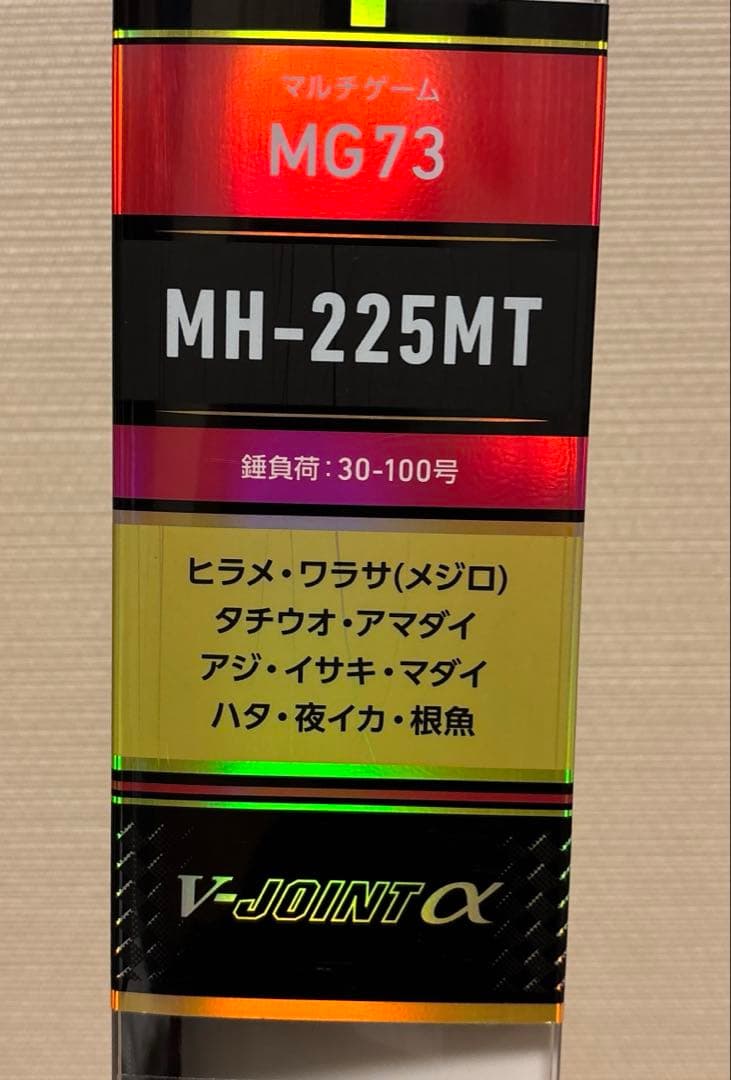 マルチゲーム
MG73
MH-225MT
錘負荷:30-100号
ヒラメ・ワラサ(メジロ)
タチウオ・アマダイ
アジ・イサキ・マダイ
ハタ・夜イカ・根魚
V-JOINTα